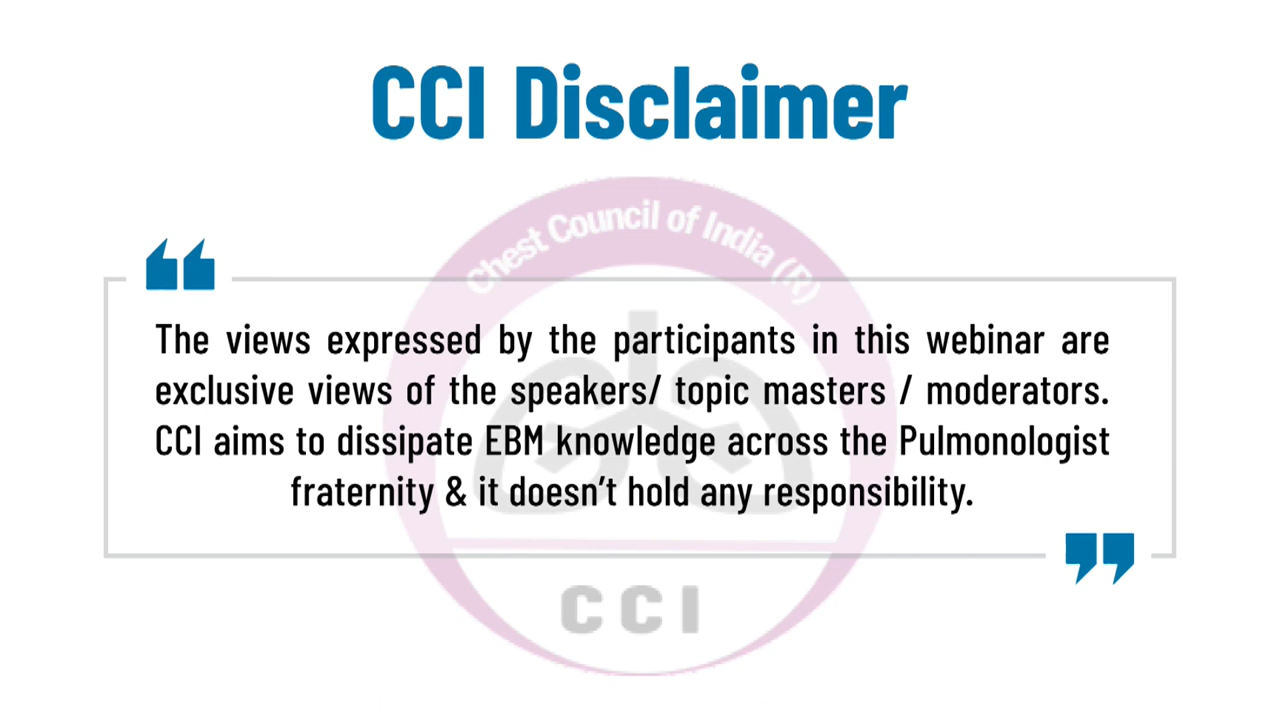 CCI Disclaimer
Chest Council of India (R)
“
The views expressed by the participants in this webinar are
exclusive views of the speakers/ topic masters / moderators.
CCI aims to dissipate EBM knowledge across the Pulmonologist
fraternity & it doesn’t hold any responsibility.
”
CCI